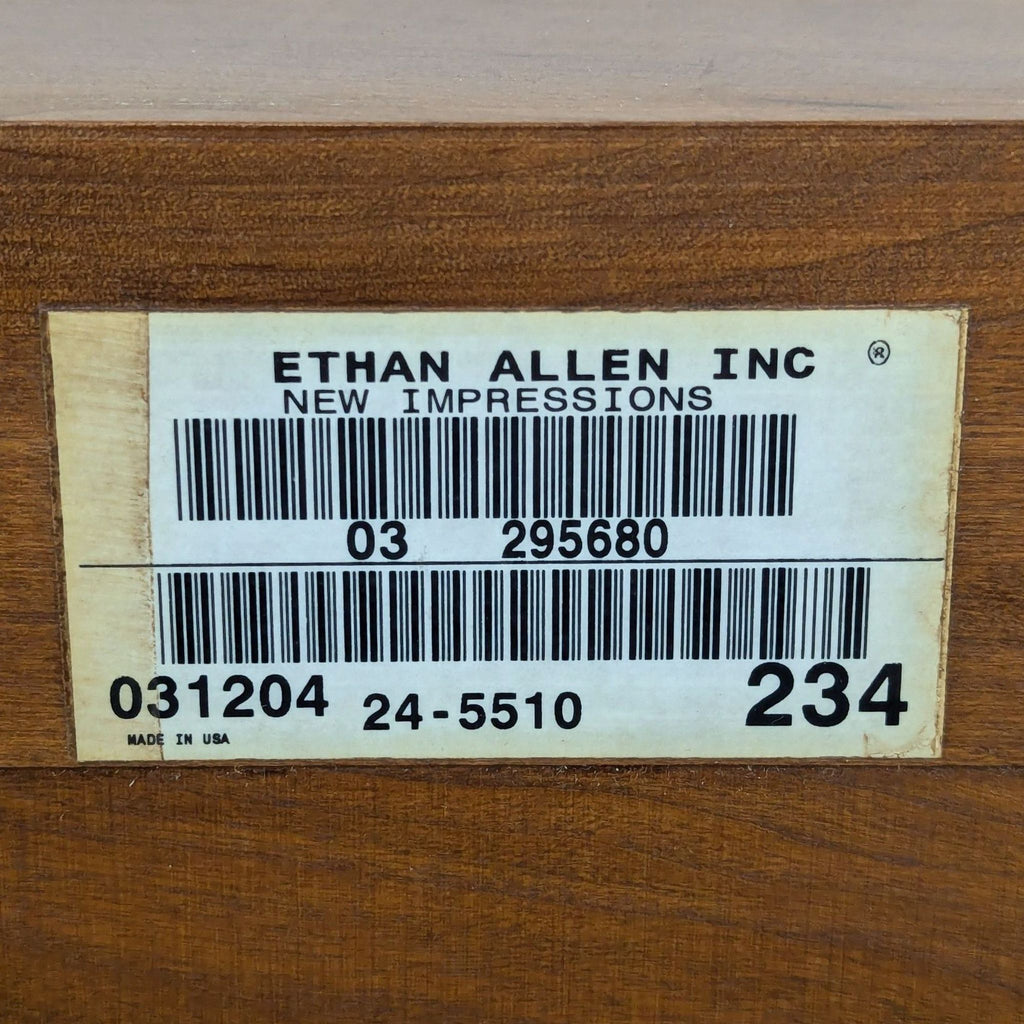 ETHAN ALLEN INC ®
NEW IMPRESSIONS
03 295680
031204 24-5510 234
MADE IN USA